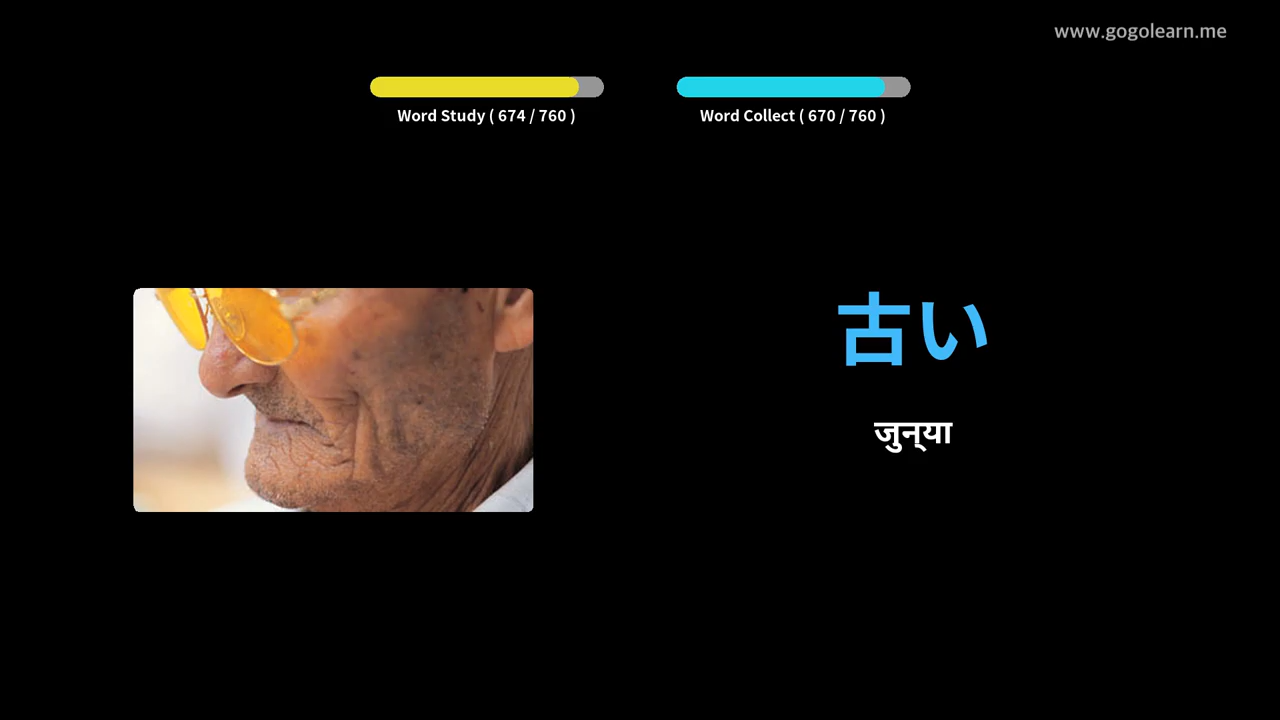 www.gogolearn.me
Word Study ( 674 / 760 )
Word Collect ( 670 / 760 )
古い
जुन्‍या